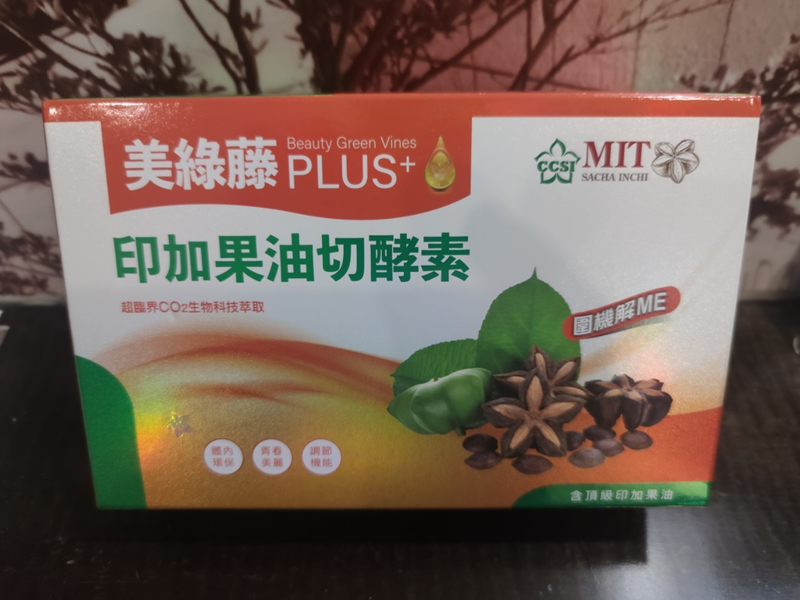 美綠藤
Beauty Green Vines
PLUS+
CCSI
MIT
SACHA INCHI
印加果油切酵素
超臨界CO2生物科技萃取
圍機解ME
體內
環保
青春
美麗
調節
機能
含頂級印加果油